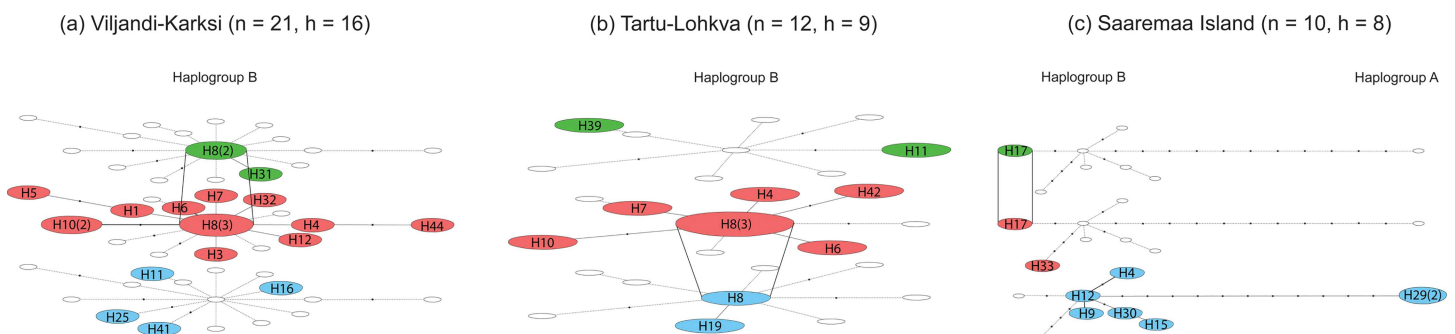 (a) Viljandi-Karksi (n = 21, h = 16)
Haplogroup B
H8(2)
H31
H5
H7
H32
H6
H1
H10(2)
H8(3)
H4
H44
H12
H3
H11
H16
H25
H41
(b) Tartu-Lohkva (n = 12, h = 9)
Haplogroup B
H39
H11
H4
H42
H7
H8(3)
H10
H6
H8
H19
(c) Saaremaa Island (n = 10, h = 8)
Haplogroup B Haplogroup A
H17
H17
H33
H4
H12
H29(2)
H9
H30
H15